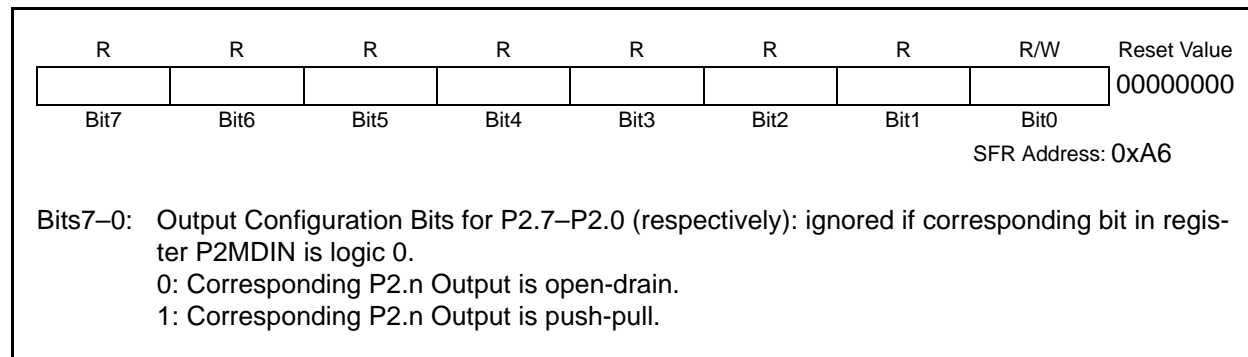 R R R R R R R R/W Reset Value
00000000
Bit7 Bit6 Bit5 Bit4 Bit3 Bit2 Bit1 Bit0
SFR Address: 0xA6
Bits7–0: Output Configuration Bits for P2.7–P2.0 (respectively): ignored if corresponding bit in regis-
ter P2MDIN is logic 0.
0: Corresponding P2.n Output is open-drain.
1: Corresponding P2.n Output is push-pull.